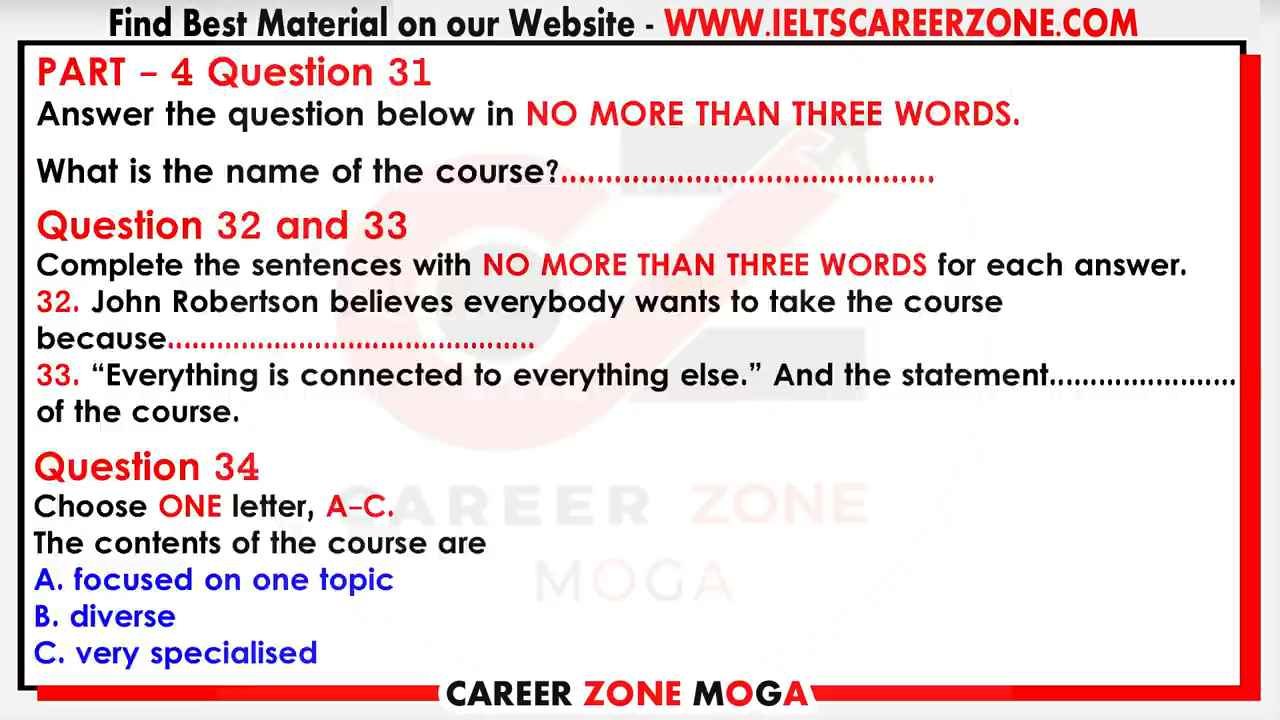 Find Best Material on our Website - WWW.IELTSCAREERZONE.COM
PART – 4 Question 31
Answer the question below in NO MORE THAN THREE WORDS.
What is the name of the course?..........................................
Question 32 and 33
Complete the sentences with NO MORE THAN THREE WORDS for each answer.
32. John Robertson believes everybody wants to take the course
because..........................................
33. “Everything is connected to everything else.” And the statement.......................
of the course.
Question 34
Choose ONE letter, A–C.
The contents of the course are
A. focused on one topic
B. diverse
C. very specialised
CAREER ZONE
MOGA
CAREER ZONE MOGA